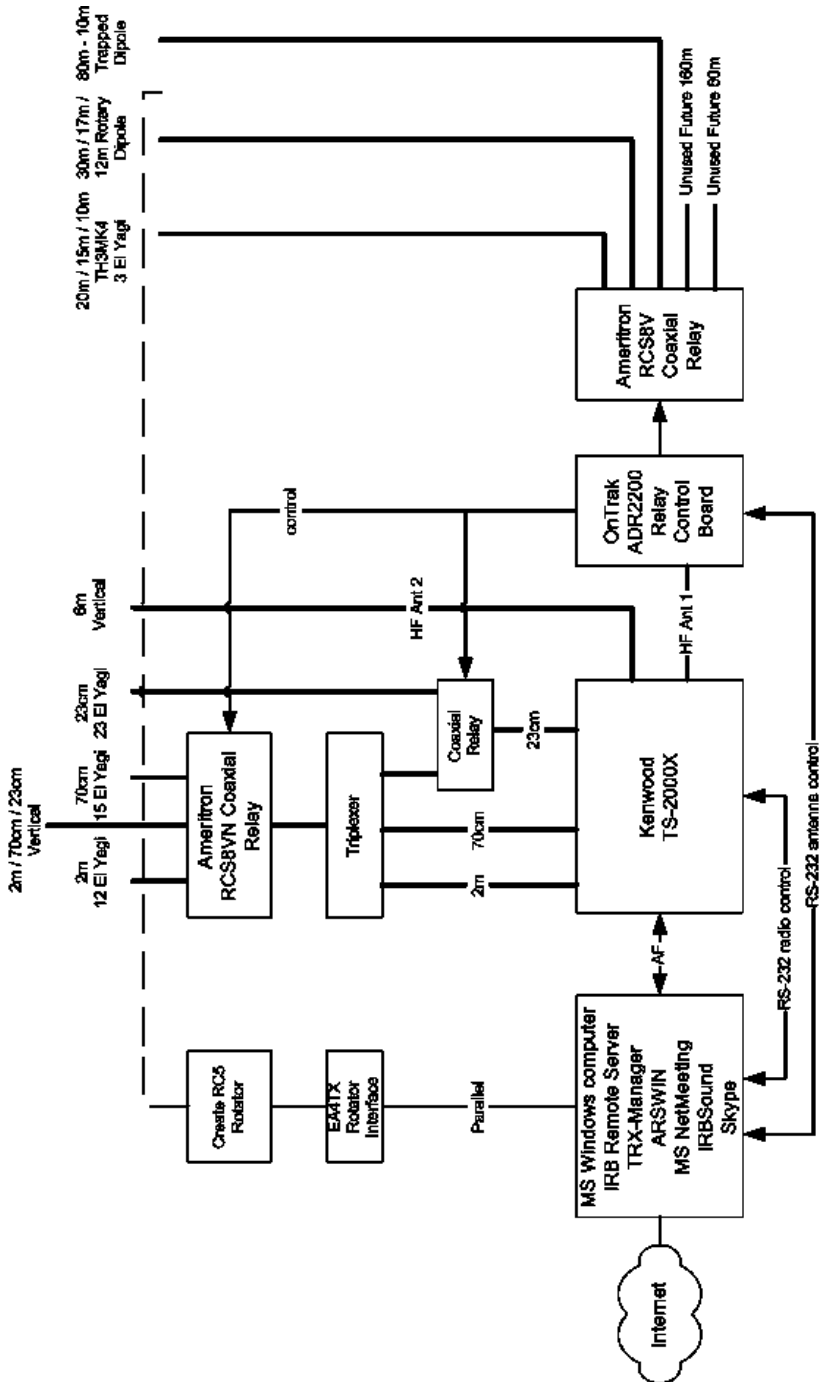 2m / 70cm / 23cm
Vertical
2m
12 El Yagi
70cm
15 El Yagi
23cm
23 El Yagi
6m
Vertical
20m / 15m / 10m
TH3MK4
3 El Yagi
30m / 17m /
12m Rotary
Dipole
80m - 10m
Trapped
Dipole
Create RC5
Rotator
Ameritron
RCS8VN Coaxial
Relay
control
EA4TX
Rotator
Interface
Triplexer
Coaxial
Relay
HF Ant 2
Parallel
2m
70cm
23cm
Internet
MS Windows computer
IRB Remote Server
TRX-Manager
ARSWIN
MS NetMeeting
IRBSound
Skype
AF
Kenwood
TS-2000X
HF Ant 1
OnTrak
ADR2200
Relay
Control
Board
Ameritron
RCS8V
Coaxial
Relay
Unused Future 160m
Unused Future 80m
RS-232 radio control
RS-232 antenna control